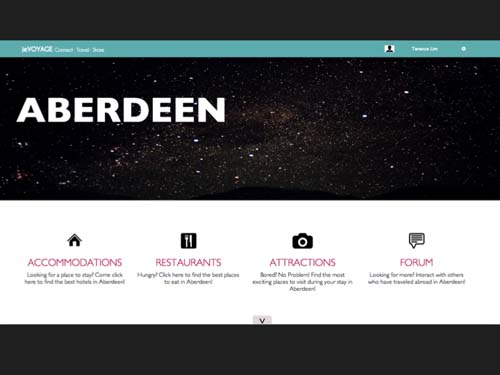 leVOYAGE Connect · Travel · Share
Terence Lim
ABERDEEN
ACCOMMODATIONS
Looking for a place to stay? Come click
here to find the best hotels in Aberdeen!
RESTAURANTS
Hungry? Click here to find the best places
to eat in Aberdeen!
ATTRACTIONS
Bored? No Problem! Find the most
exciting places to visit during your stay in
Aberdeen!
FORUM
Looking for more? Interact with others
who have traveled abroad in Aberdeen!